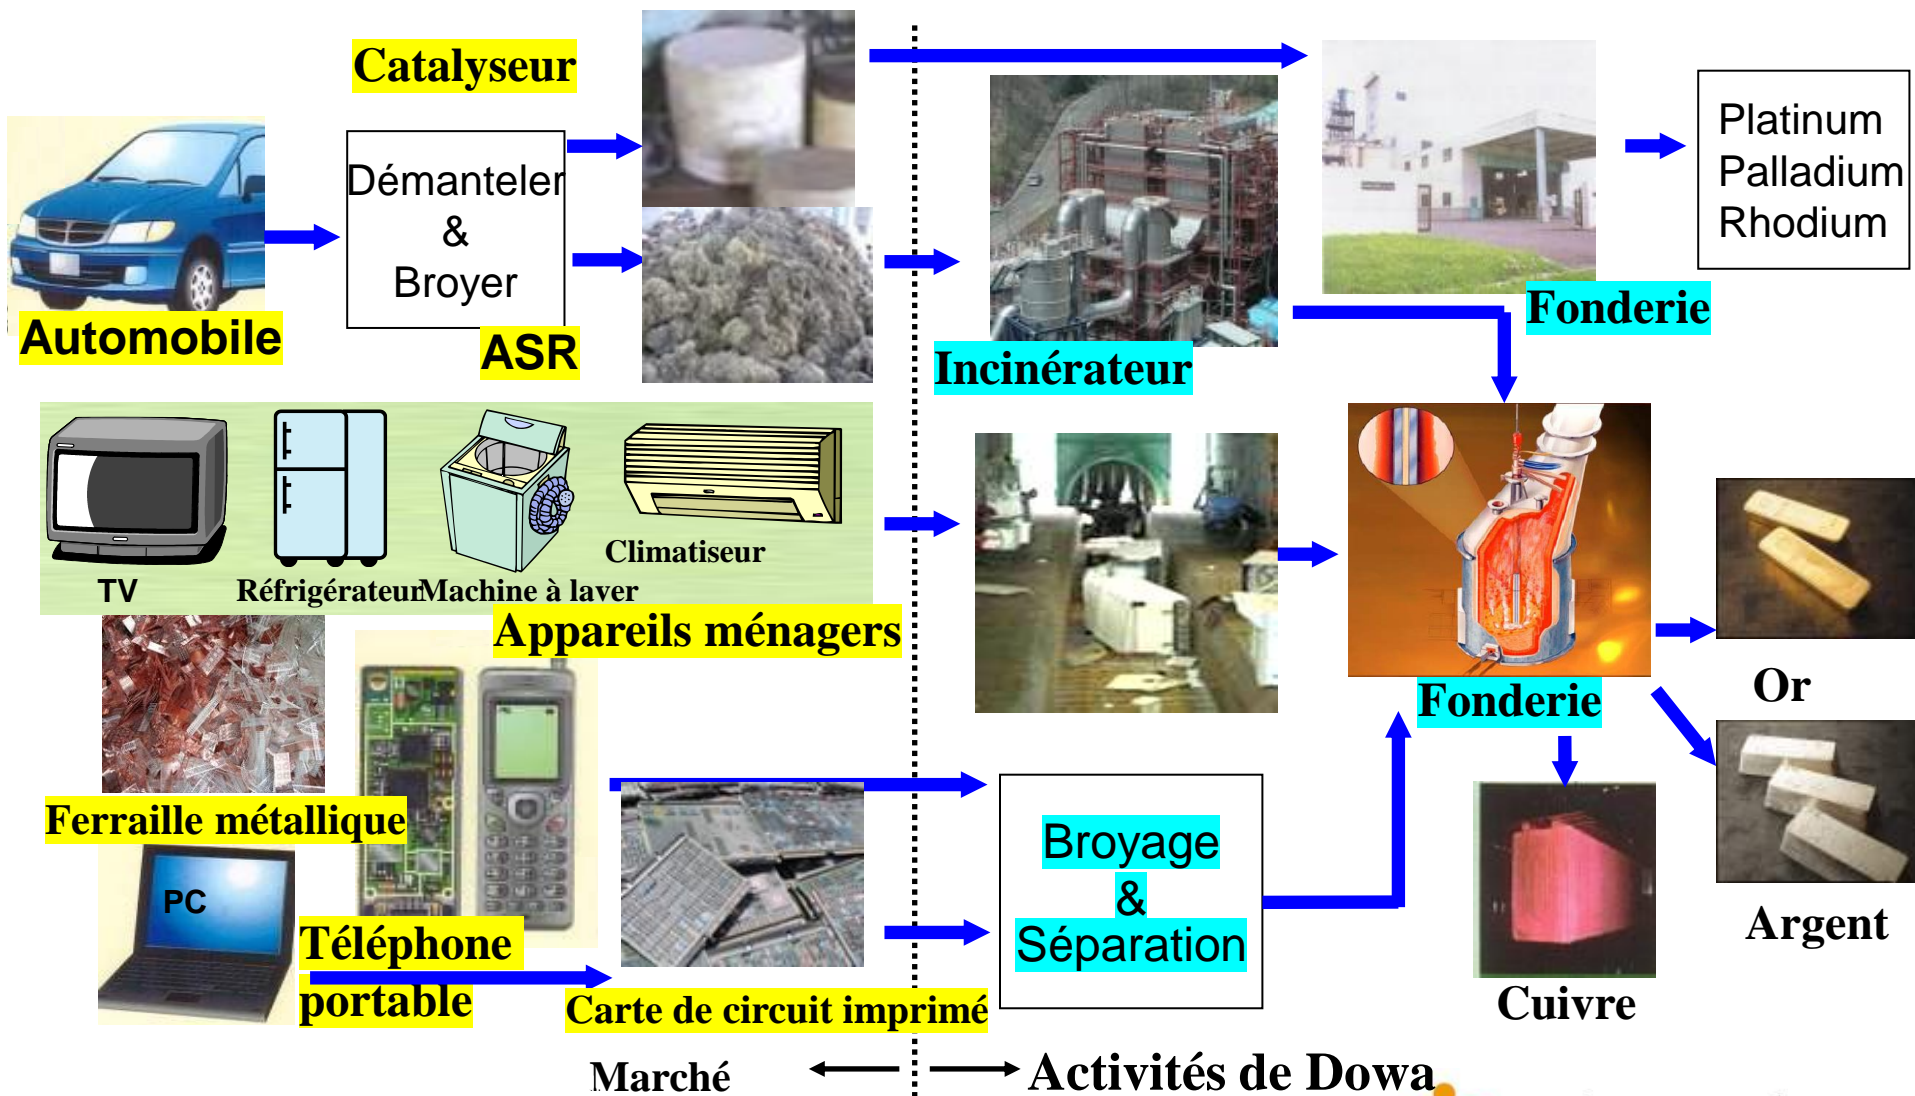 Catalyseur
Démanteler
&
Broyer
Automobile
ASR
Incinérateur
Fonderie
Platinum
Palladium
Rhodium
TV
Réfrigérateur
Machine à laver
Climatiseur
Appareils ménagers
Ferraille métallique
PC
Téléphone
portable
Carte de circuit imprimé
Broyage
&
Séparation
Fonderie
Or
Argent
Cuivre
Marché
Activités de Dowa